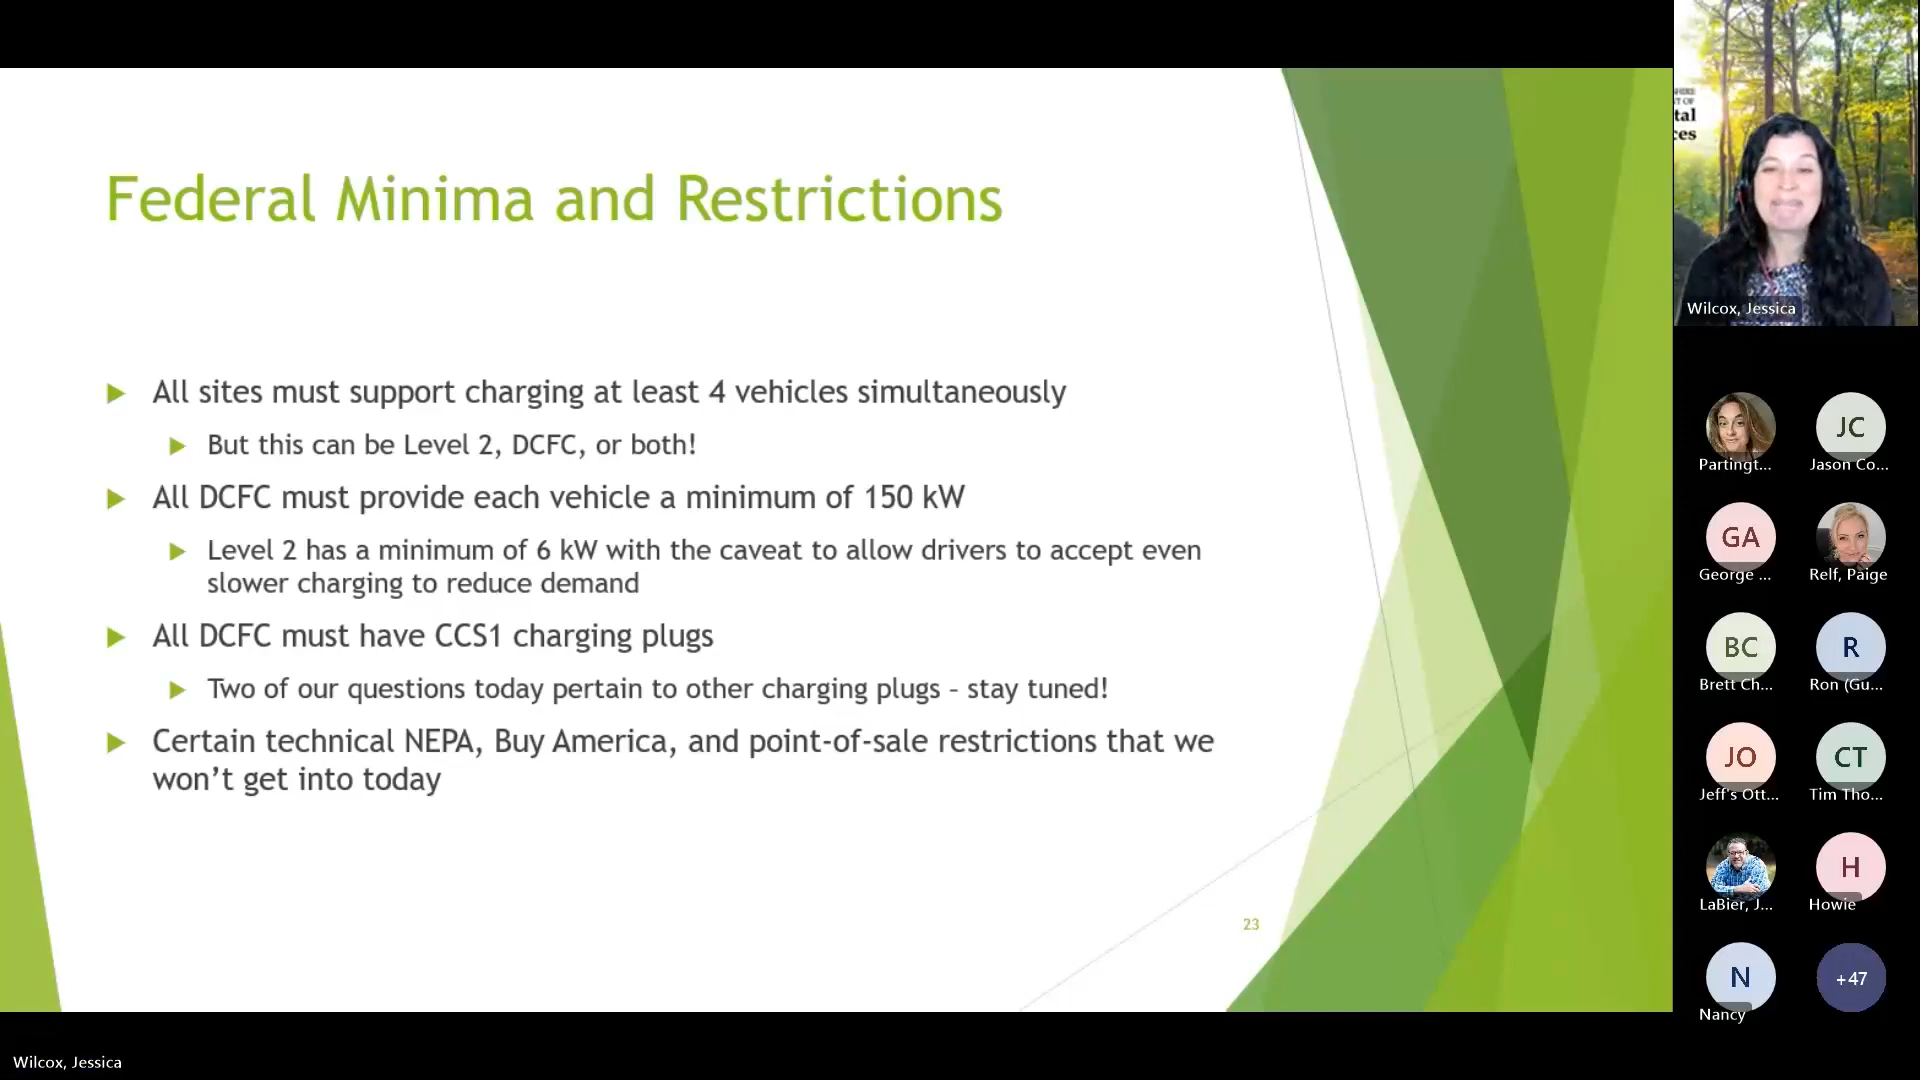 Federal Minima and Restrictions
All sites must support charging at least 4 vehicles simultaneously
But this can be Level 2, DCFC, or both!
All DCFC must provide each vehicle a minimum of 150 kW
Level 2 has a minimum of 6 kW with the caveat to allow drivers to accept even
slower charging to reduce demand
All DCFC must have CCS1 charging plugs
Two of our questions today pertain to other charging plugs – stay tuned!
Certain technical NEPA, Buy America, and point-of-sale restrictions that we
won't get into today
23
tal
Wilcox, Jessica
Partingt...
JC
Jason Co...
GA
George ...
Relf, Paige
BC
Brett Ch...
R
Ron (Gu...
JO
Jeff's Ott...
CT
Tim Tho...
LaBier, J...
H
Howie
N
Nancy
+47
Wilcox, Jessica